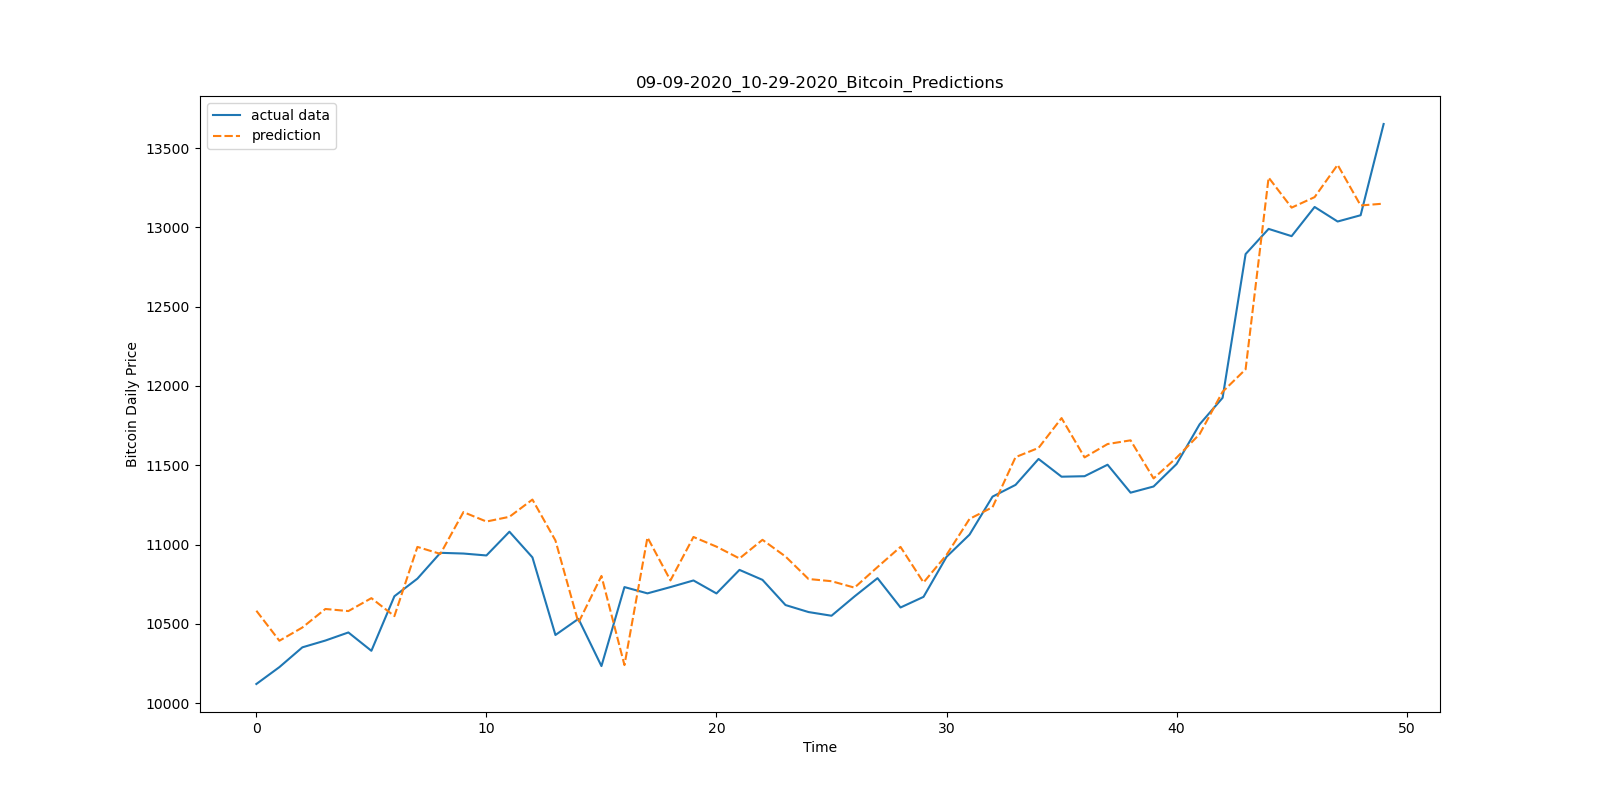 09-09-2020_10-29-2020_Bitcoin_Predictions
actual data
prediction
13500
13000
12500
12000
11500
11000
10500
10000
Bitcoin Daily Price
0 10 20 30 40 50
Time